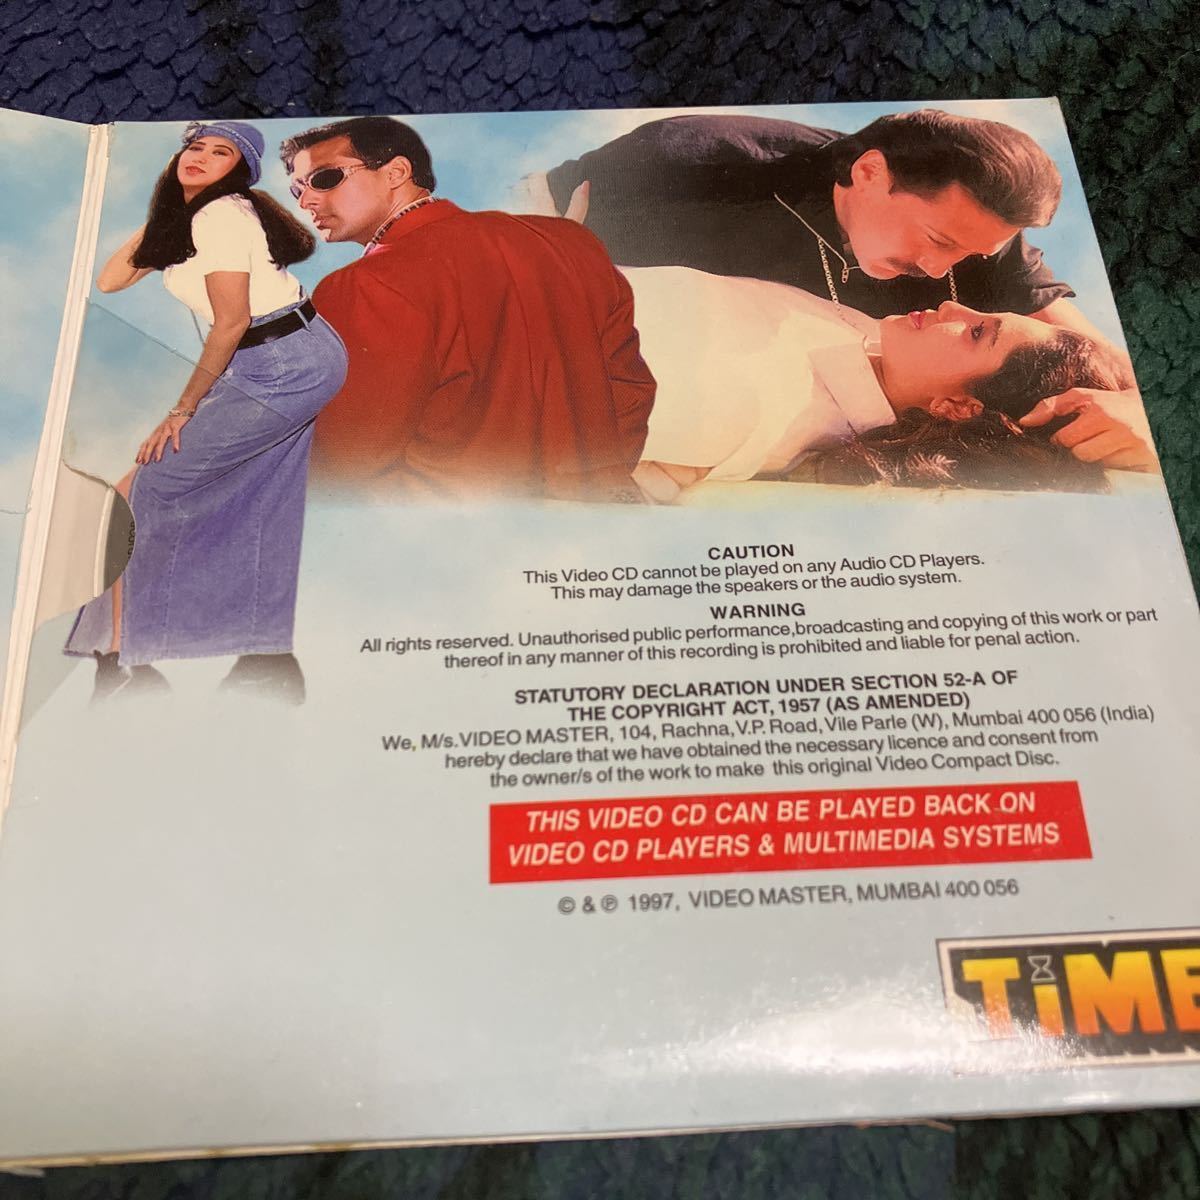 CAUTION
This Video CD cannot be played on any Audio CD Players.
This may damage the speakers or the audio system.
WARNING
All rights reserved. Unauthorised public performance,broadcasting and copying of this work or part
thereof in any manner of this recording is prohibited and liable for penal action.
STATUTORY DECLARATION UNDER SECTION 52-A OF
THE COPYRIGHT ACT, 1957 (AS AMENDED)
We, M/s.VIDEO MASTER, 104, Rachna, V.P. Road, Vile Parle (W), Mumbai 400 056 (India)
hereby declare that we have obtained the necessary licence and consent from
the owner/s of the work to make this original Video Compact Disc.
THIS VIDEO CD CAN BE PLAYED BACK ON
VIDEO CD PLAYERS & MULTIMEDIA SYSTEMS
© & ℗ 1997, VIDEO MASTER, MUMBAI 400 056
TiME